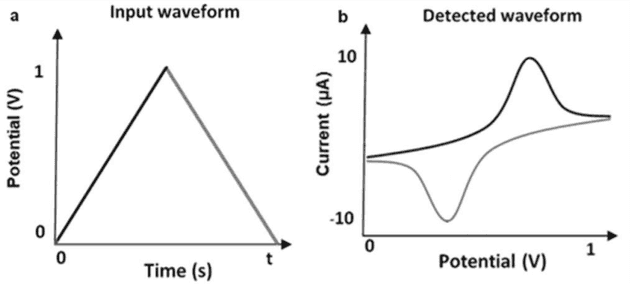 a
Input waveform
Potential (V)
1
0
0
t
Time (s)
b
Detected waveform
Current (μA)
10
-10
0
1
Potential (V)